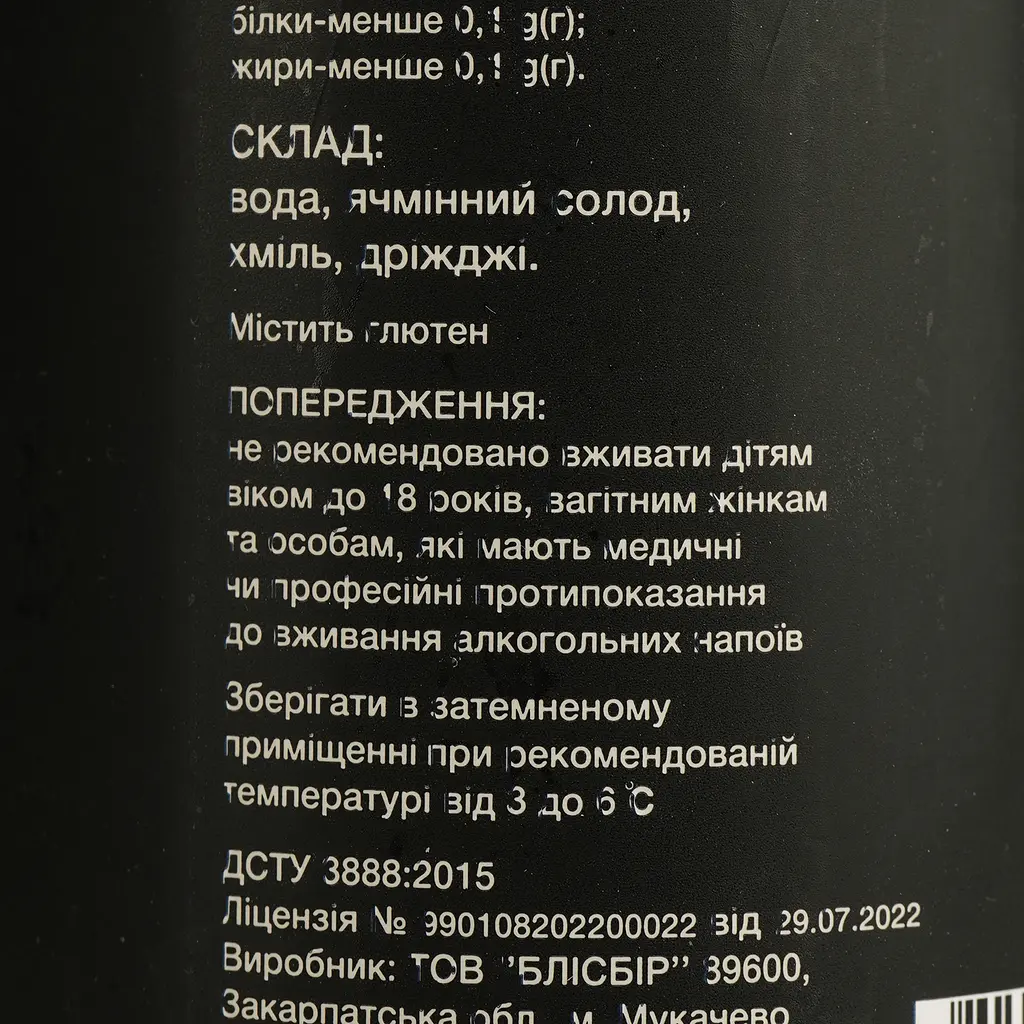 білки-менше 0,1 g(г);
жири-менше 0,1 g(г).
СКЛАД:
вода, ячмінний солод,
хміль, дріжджі.
Містить глютен
ПОПЕРЕДЖЕННЯ:
не рекомендовано вживати дітям
віком до 18 років, вагітним жінкам
та особам, які мають медичні
чи професійні протипоказання
до вживання алкогольних напоїв
Зберігати в затемненому
приміщенні при рекомендованій
температурі від 3 до 6 °С
ДСТУ 3888:2015
Ліцензія № 990108202200022 від 29.07.2022
Виробник: ТОВ "БЛІСБІР" 89600,
Закарпатська обл., м. Мукачево